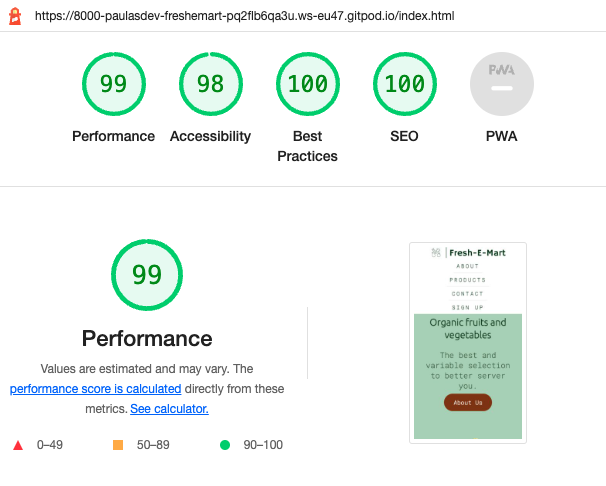 https://8000-paulasdev-freshemart-pq2flb6qa3u.ws-eu47.gitpod.io/index.html
99
98
100
100
PWA
Performance
Accessibility
Best
Practices
SEO
PWA
99
Performance
Values are estimated and may vary. The
performance score is calculated directly from these
metrics. See calculator.
0–49
50–89
90–100
Fresh-E-Mart
ABOUT
PRODUCTS
CONTACT
SIGN UP
Organic fruits and
vegetables
The best and
variable selection
to better server
you.
About Us